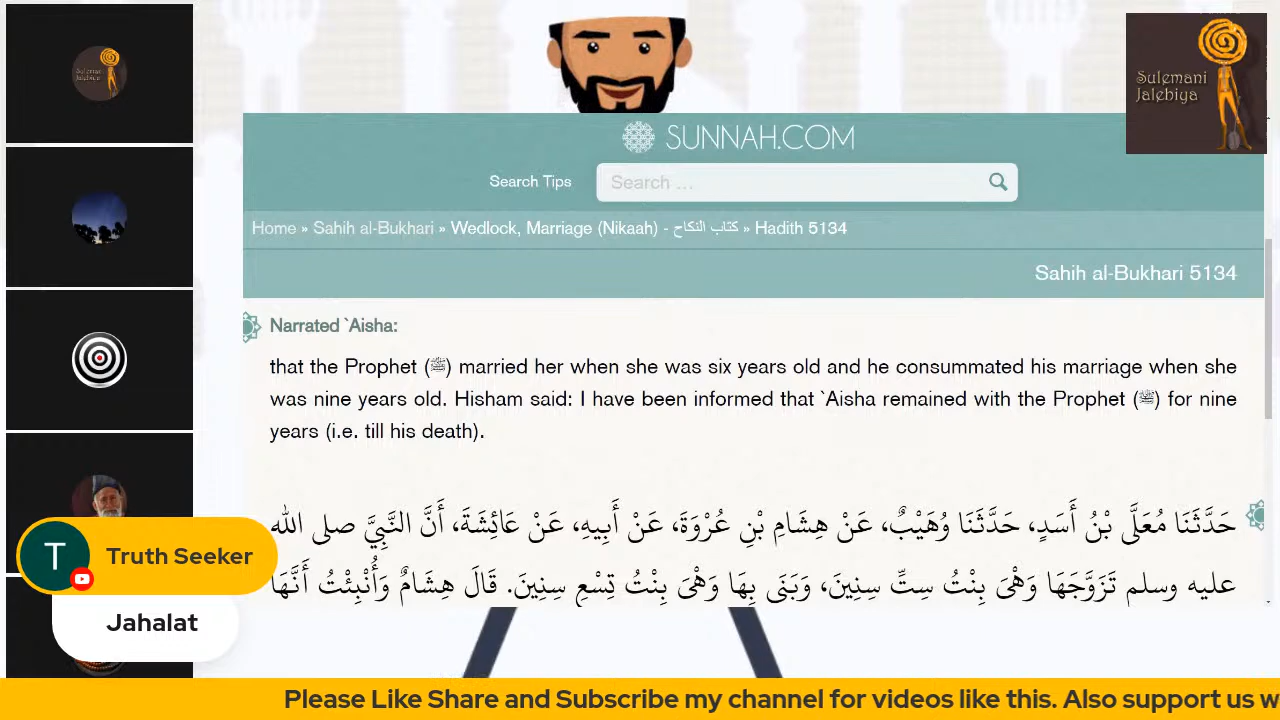 Sulemani
Jalebiya
SUNNAH.COM
Search Tips
Search ...
Home » Sahih al-Bukhari » Wedlock, Marriage (Nikaah) - كتاب النكاح » Hadith 5134
Sahih al-Bukhari 5134
Narrated `Aisha:
that the Prophet (ﷺ) married her when she was six years old and he consummated his marriage when she
was nine years old. Hisham said: I have been informed that `Aisha remained with the Prophet (ﷺ) for nine
years (i.e. till his death).
حَدَّثَنَا مُعَلَّى بْنُ أَسَدٍ، حَدَّثَنَا وُهَيْبٌ، عَنْ هِشَامِ بْنِ عُرْوَةَ، عَنْ أَبِيهِ، عَنْ عَائِشَةَ، أَنَّ النَّبِيَّ صلى الله
عليه وسلم تَزَوَّجَهَا وَهْىَ بِنْتُ سِتِّ سِنِينَ، وَبَنَى بِهَا وَهْىَ بِنْتُ تِسْعِ سِنِينَ. قَالَ هِشَامٌ وَأُنْبِئْتُ أَنَّهَا
T
Truth Seeker
Jahalat
Please Like Share and Subscribe my channel for videos like this. Also support us w